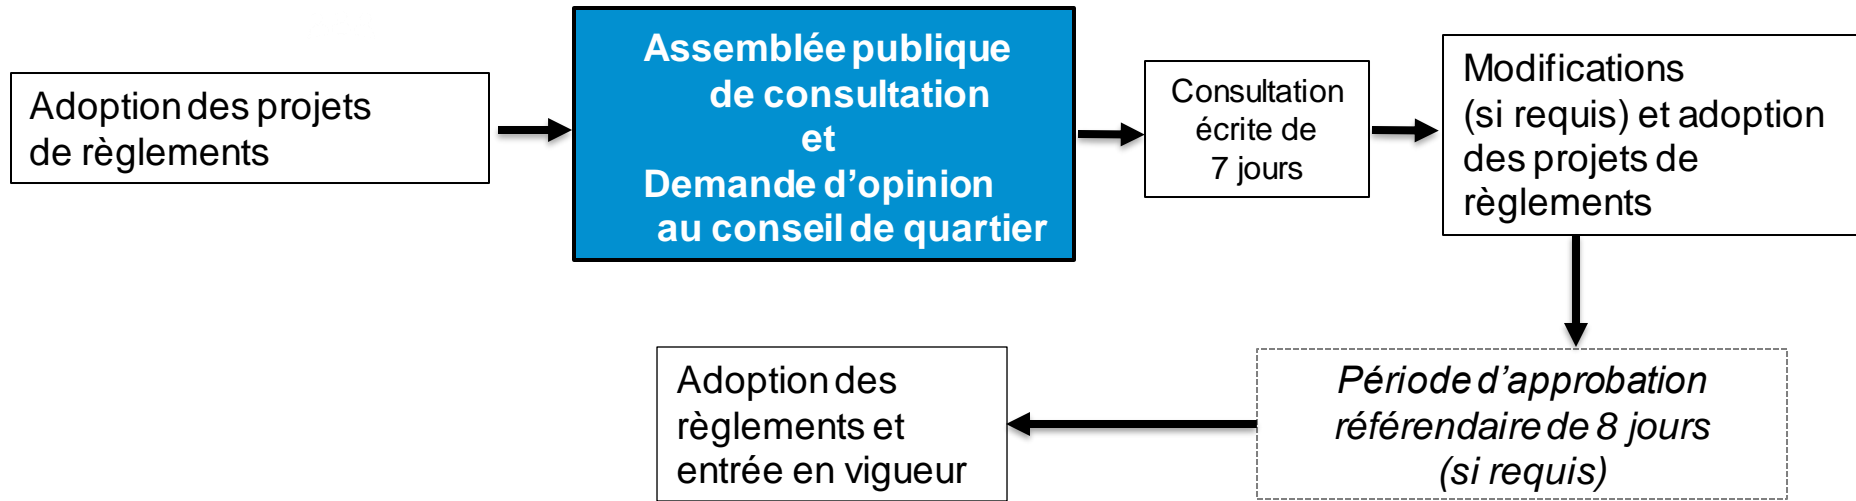 Adoption des projets
de règlements
Assemblée publique
de consultation
et
Demande d’opinion
au conseil de quartier
Consultation
écrite de
7 jours
Modifications
(si requis) et adoption
des projets de
règlements
Période d’approbation
référendaire de 8 jours
(si requis)
Adoption des
règlements et
entrée en vigueur